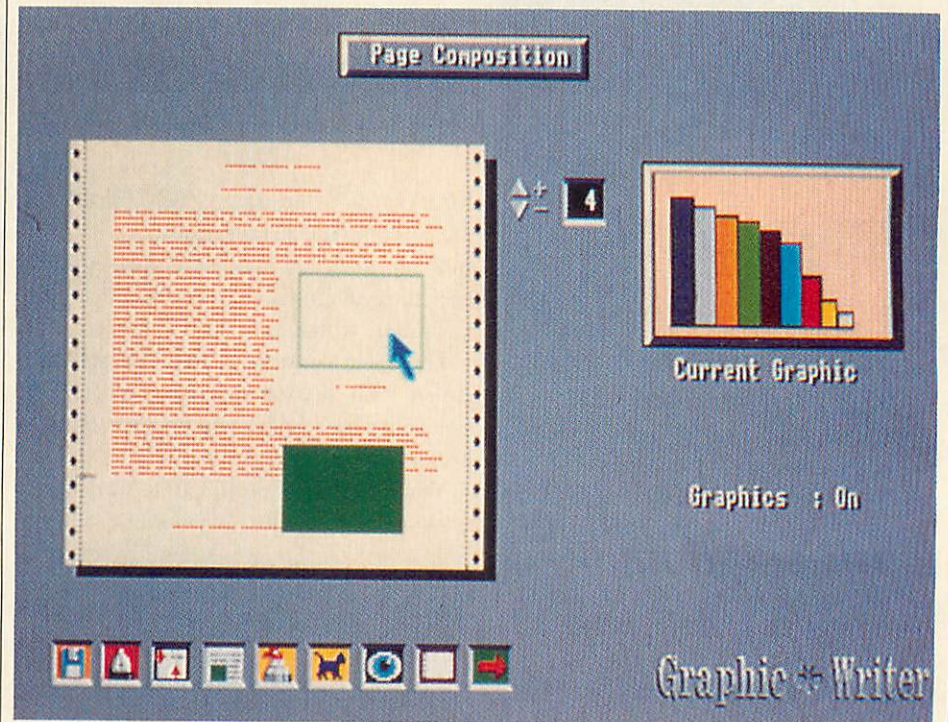 Page Composition
+
-
4
Current Graphic
Graphics : On
Graphic Writer